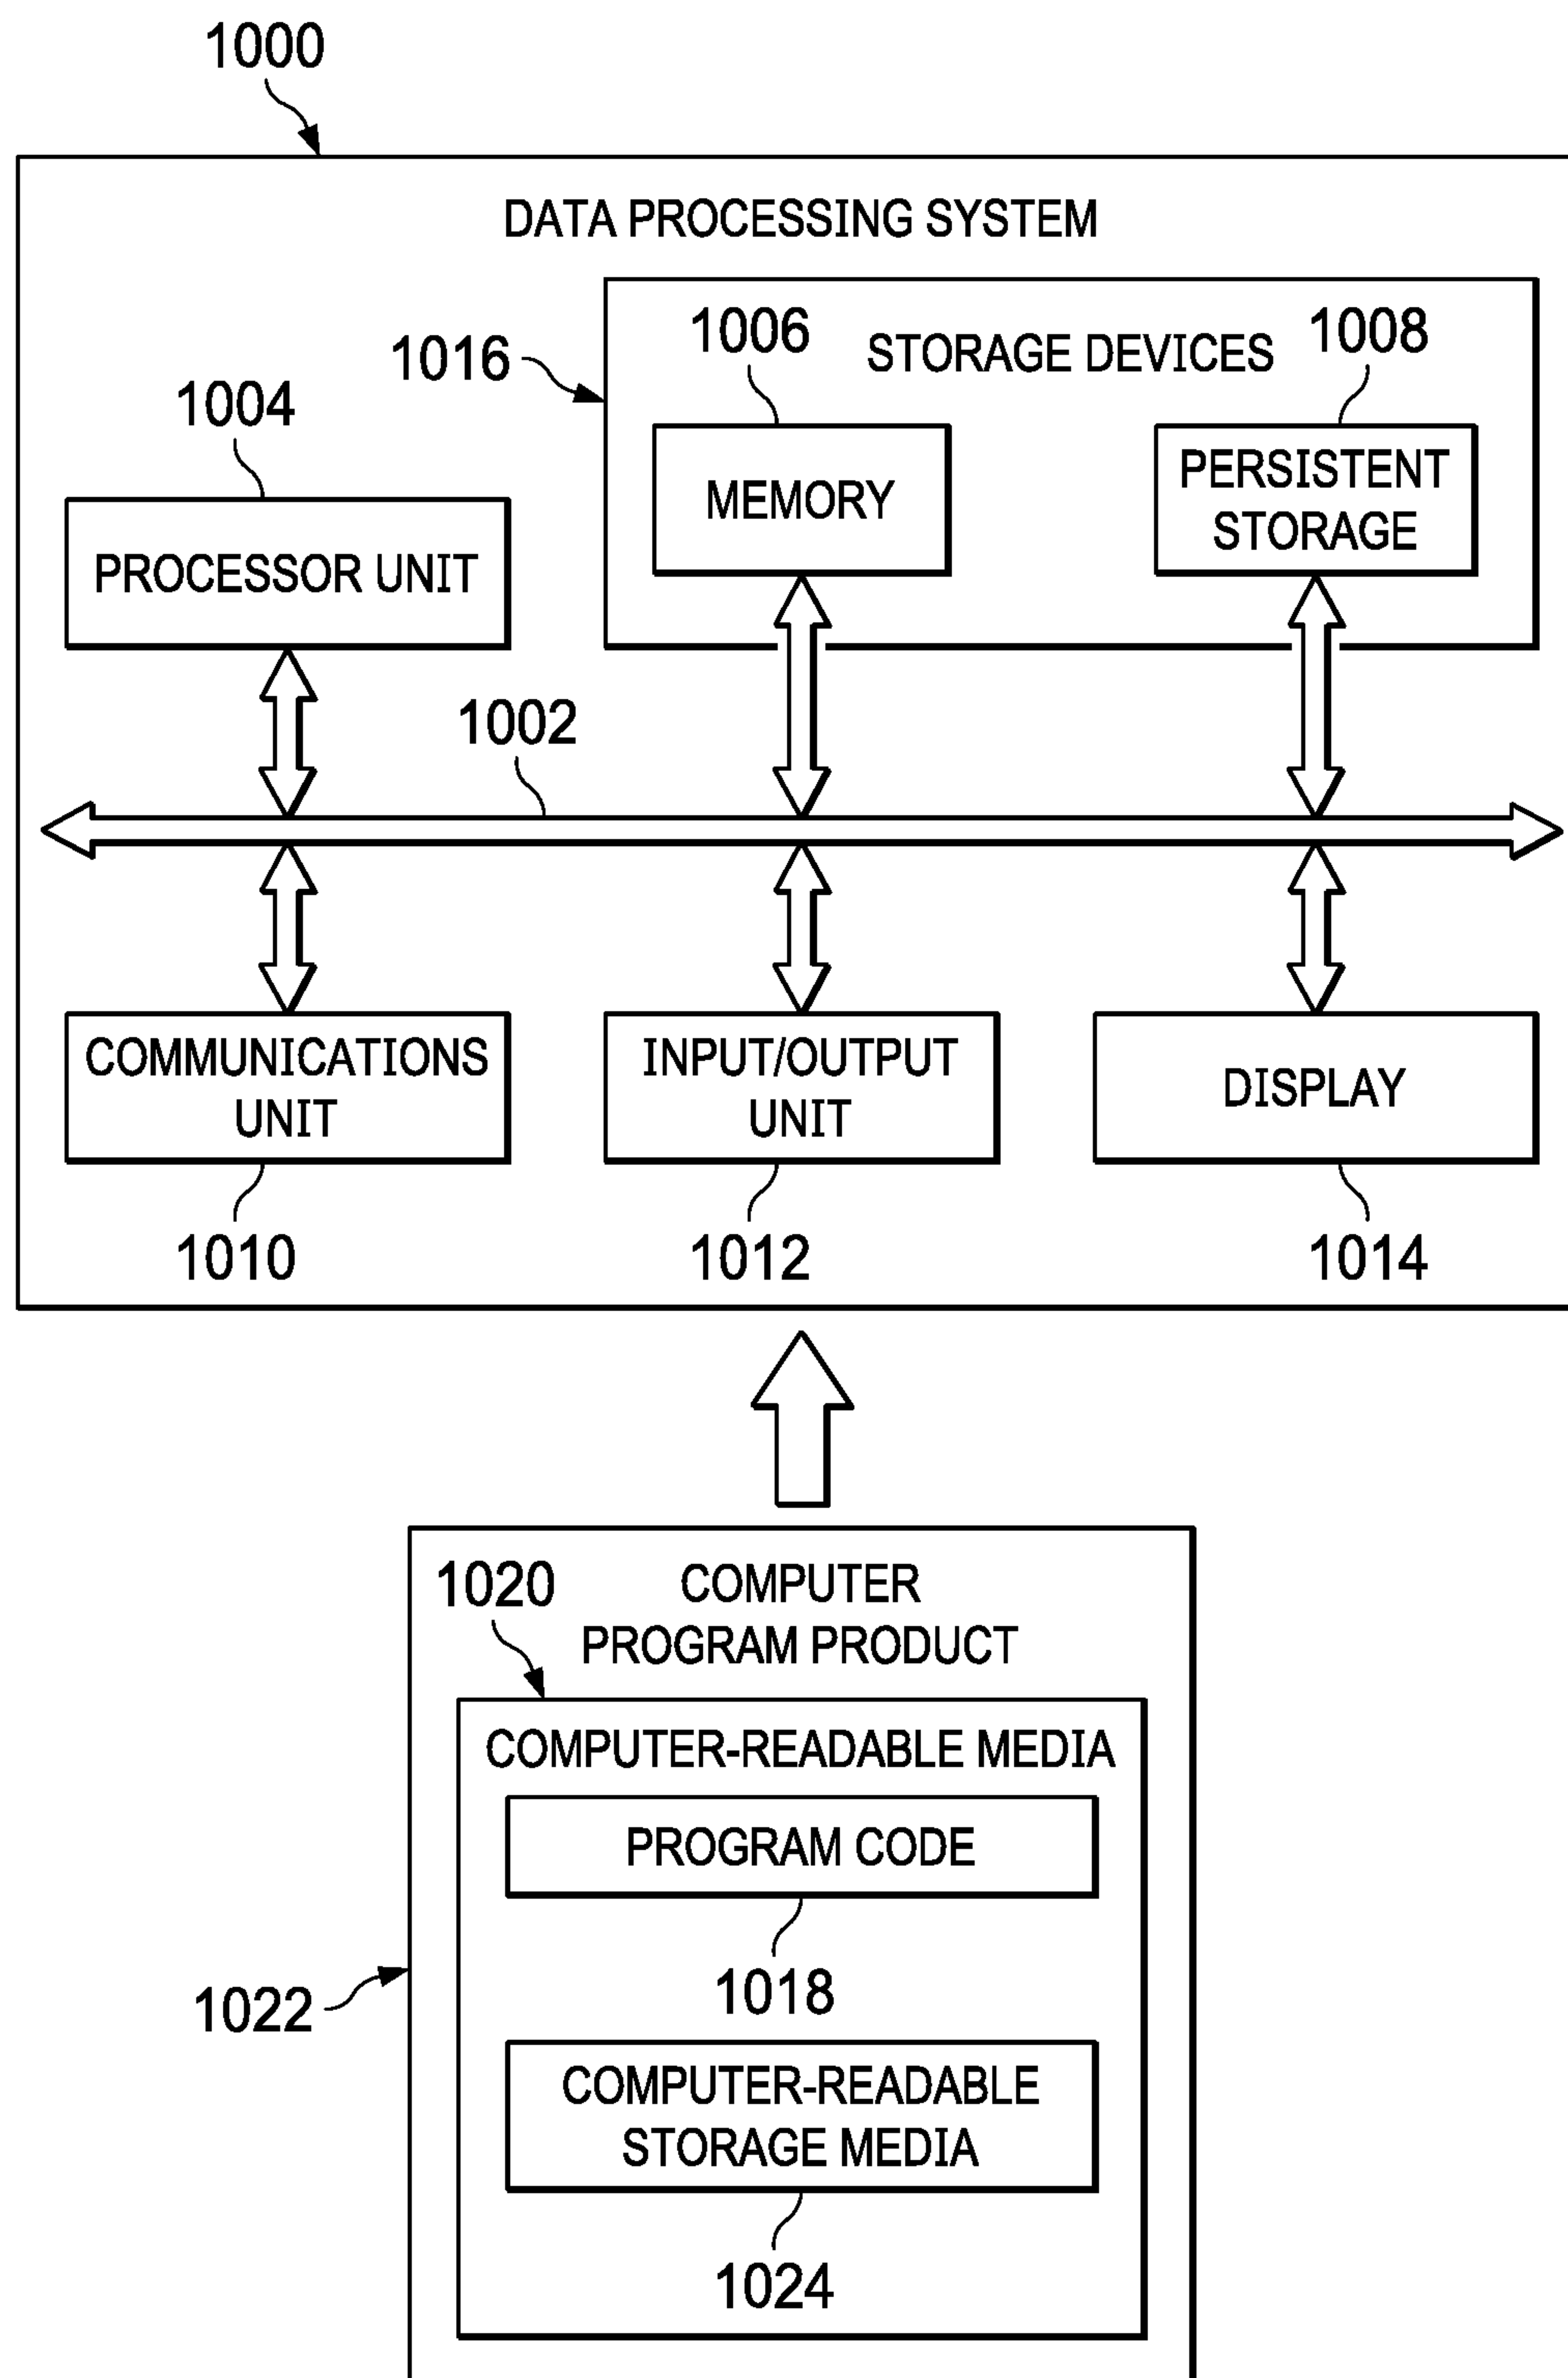 1000
DATA PROCESSING SYSTEM
1016
1006
STORAGE DEVICES
1008
1004
MEMORY
PERSISTENT
STORAGE
PROCESSOR UNIT
1002
COMMUNICATIONS
UNIT
INPUT/OUTPUT
UNIT
DISPLAY
1010
1012
1014
1020
COMPUTER
PROGRAM PRODUCT
COMPUTER-READABLE MEDIA
PROGRAM CODE
1018
1022
COMPUTER-READABLE
STORAGE MEDIA
1024